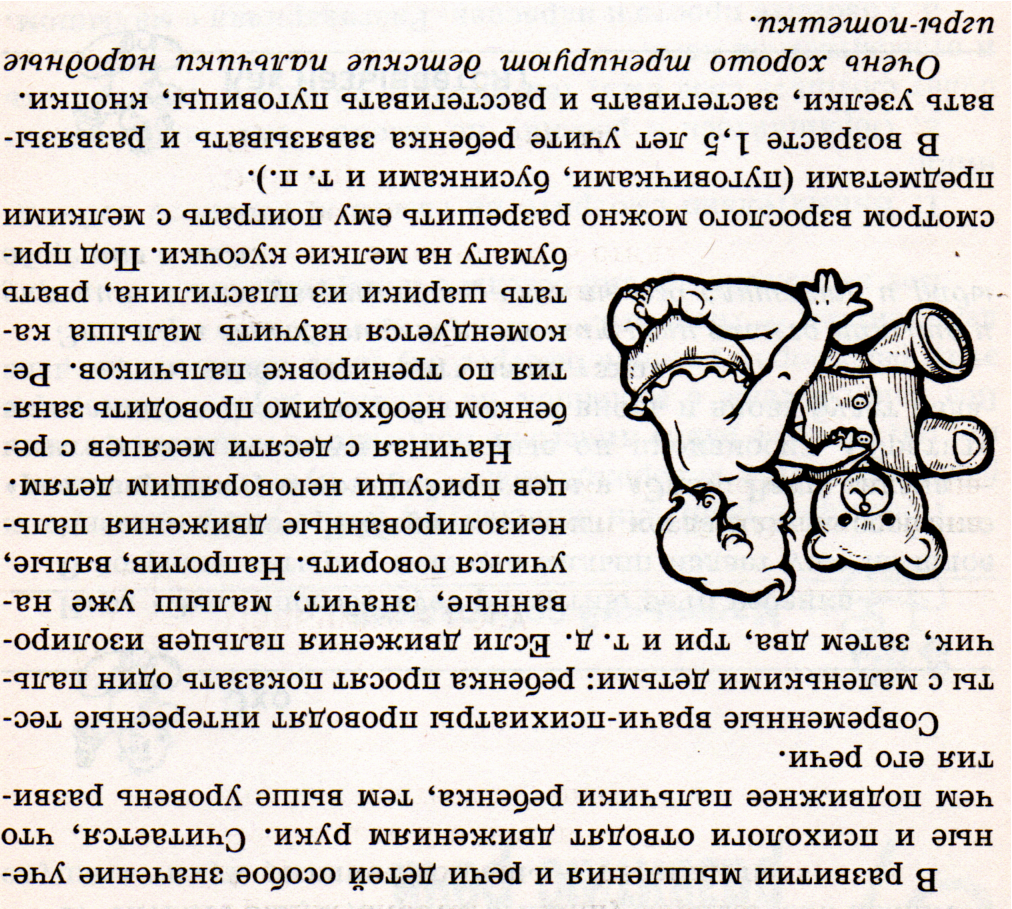 В развитии мышления и речи детей особое значение уче-
ные и психологи отводят движениям руки. Считается, что
чем подвижнее пальчики ребенка, тем выше уровень разви-
тия его речи.
Современные врачи-психиатры проводят интересные тес-
ты с маленькими детьми: ребенка просят показать один паль-
чик, затем два, три и т. д. Если движения пальцев изолиро-
ванные, значит, малыш уже на-
учился говорить. Напротив, вялые,
неизолированные движения паль-
цев присущи неговорящим детям.
Начиная с десяти месяцев с ре-
бенком необходимо проводить заня-
тия по тренировке пальчиков. Ре-
комендуется научить малыша ка-
тать шарики из пластилина, рвать
бумагу на мелкие кусочки. Под при-
смотром взрослого можно разрешить ему поиграть с мелкими
предметами (пуговичками, бусинками и т. п.).
В возрасте 1,5 лет учите ребенка завязывать и развязы-
вать узелки, застегивать и расстегивать пуговицы, кнопки.
Очень хорошо тренируют детские пальчики народные
игры-потешки.